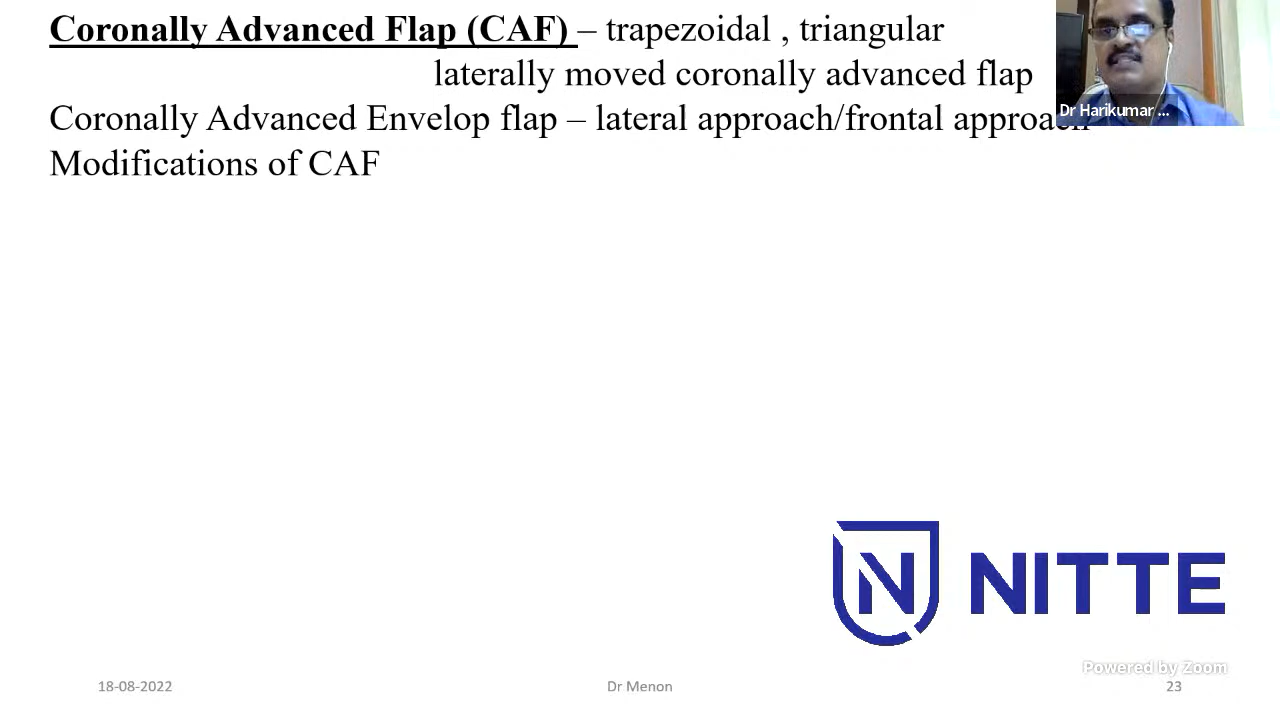 Coronally Advanced Flap (CAF) – trapezoidal , triangular
laterally moved coronally advanced flap
Coronally Advanced Envelop flap – lateral approach/frontal approach
Modifications of CAF
Dr Harikumar ...
N NITTE
Powered by Zoom
18-08-2022
Dr Menon
23